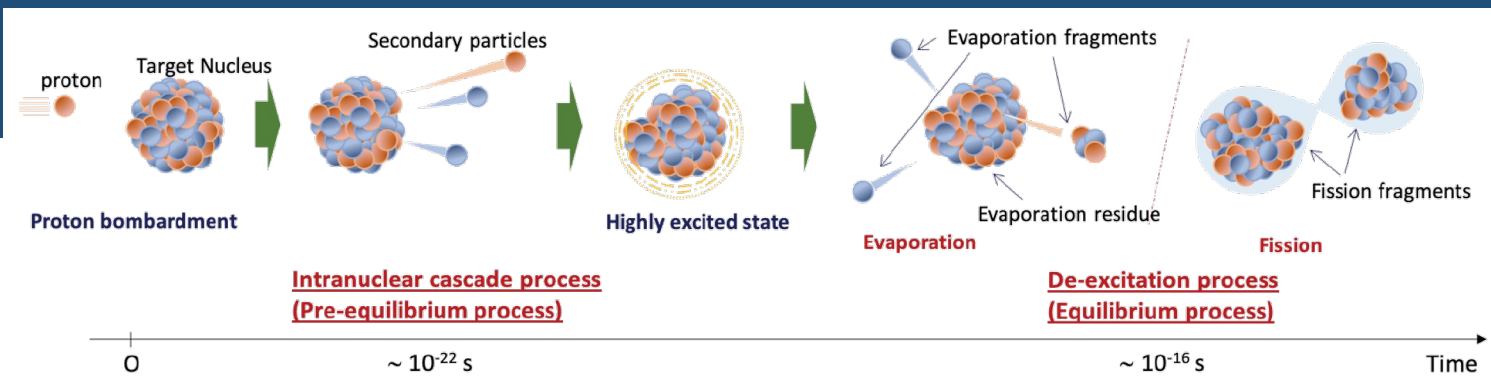 proton
Target Nucleus
Secondary particles
Evaporation fragments
Evaporation residue
Fission fragments
Proton bombardment
Highly excited state
Evaporation
Fission
Intranuclear cascade process
(Pre-equilibrium process)
De-excitation process
(Equilibrium process)
O
~ 10⁻²² s
~ 10⁻¹⁶ s
Time